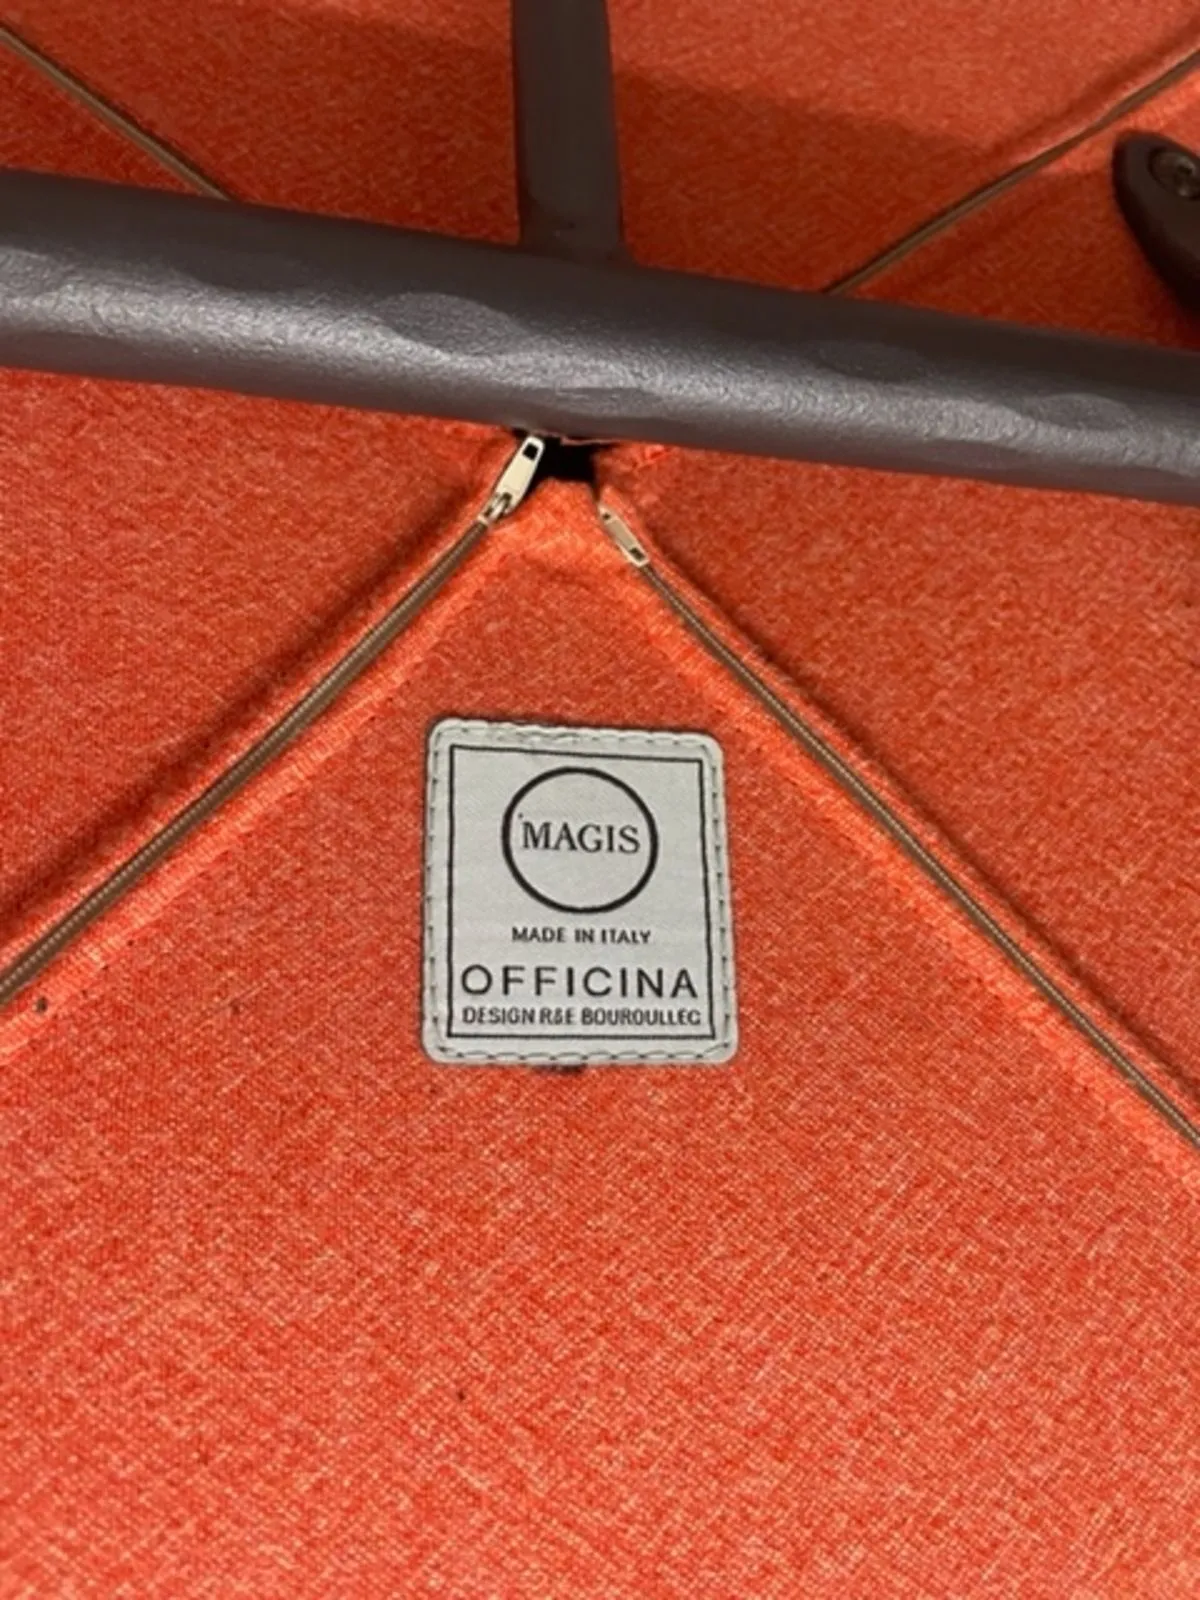 MAGIS
MADE IN ITALY
OFFICINA
DESIGN R&E BOUROULLEC